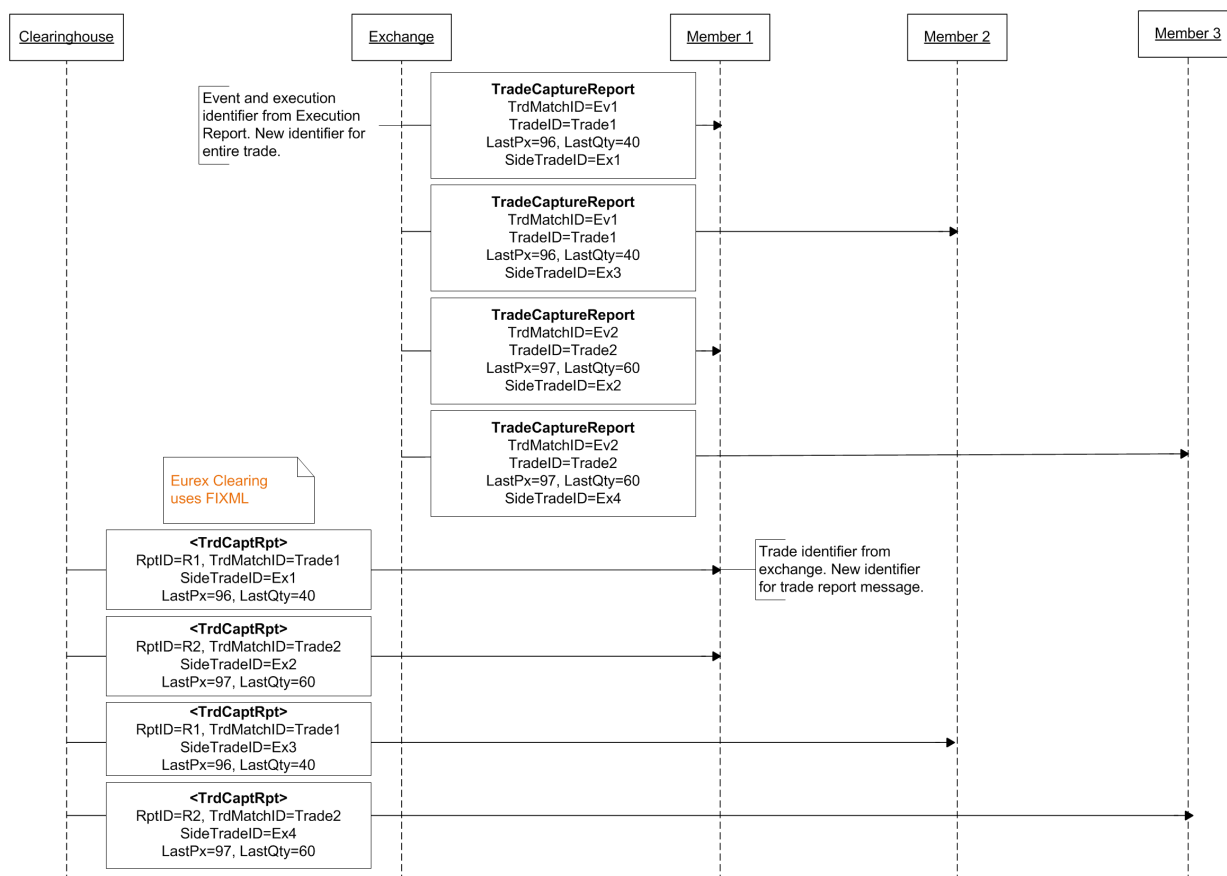 Clearinghouse
Exchange
Member 1
Member 2
Member 3
Event and execution
identifier from Execution
Report. New identifier for
entire trade.
TradeCaptureReport
TrdMatchID=Ev1
TradeID=Trade1
LastPx=96, LastQty=40
SideTradeID=Ex1
TradeCaptureReport
TrdMatchID=Ev1
TradeID=Trade1
LastPx=96, LastQty=40
SideTradeID=Ex3
TradeCaptureReport
TrdMatchID=Ev2
TradeID=Trade2
LastPx=97, LastQty=60
SideTradeID=Ex2
TradeCaptureReport
TrdMatchID=Ev2
TradeID=Trade2
LastPx=97, LastQty=60
SideTradeID=Ex4
Eurex Clearing
uses FIXML
<TrdCaptRpt>
RptID=R1, TrdMatchID=Trade1
SideTradeID=Ex1
LastPx=96, LastQty=40
Trade identifier from
exchange. New identifier
for trade report message.
<TrdCaptRpt>
RptID=R2, TrdMatchID=Trade2
SideTradeID=Ex2
LastPx=97, LastQty=60
<TrdCaptRpt>
RptID=R1, TrdMatchID=Trade1
SideTradeID=Ex3
LastPx=96, LastQty=40
<TrdCaptRpt>
RptID=R2, TrdMatchID=Trade2
SideTradeID=Ex4
LastPx=97, LastQty=60